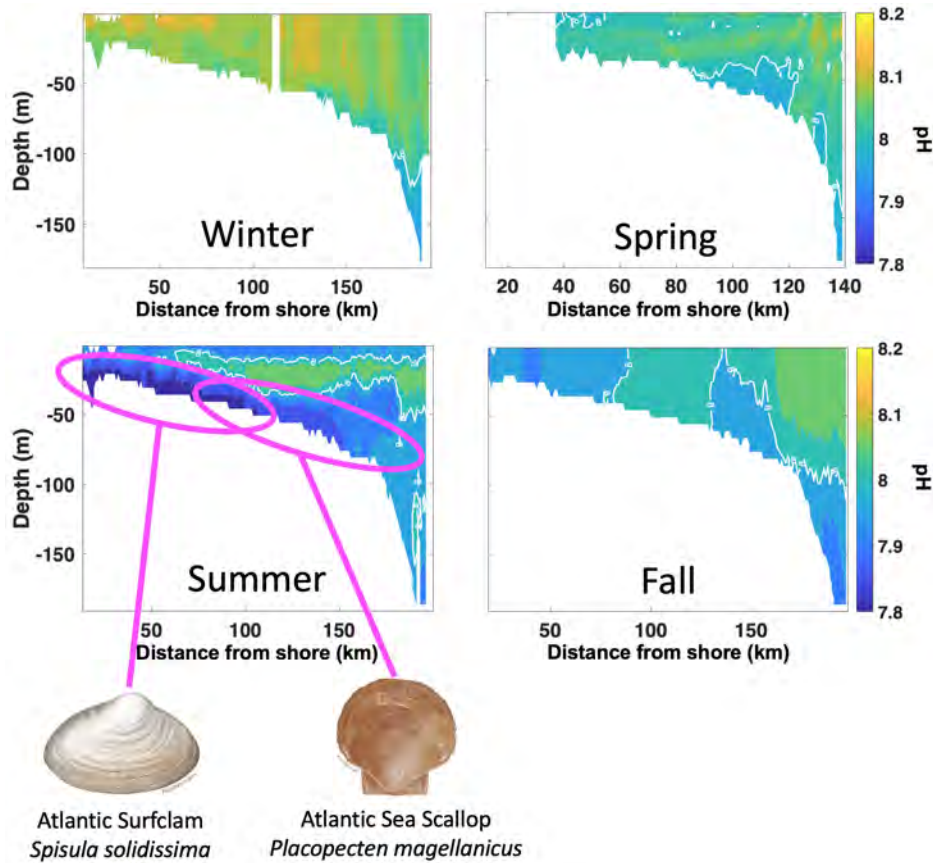 Depth (m)
-50
-100
-150
Winter
50
100
150
Distance from shore (km)
Spring
20
40
60
80
100
120
140
Distance from shore (km)
8.2
8.1
8
7.9
7.8
pH
Depth (m)
-50
-100
-150
Summer
50
100
150
Distance from shore (km)
Fall
50
100
150
Distance from shore (km)
8.2
8.1
8
7.9
7.8
pH
Atlantic Surfclam
Spisula solidissima
Atlantic Sea Scallop
Placopecten magellanicus